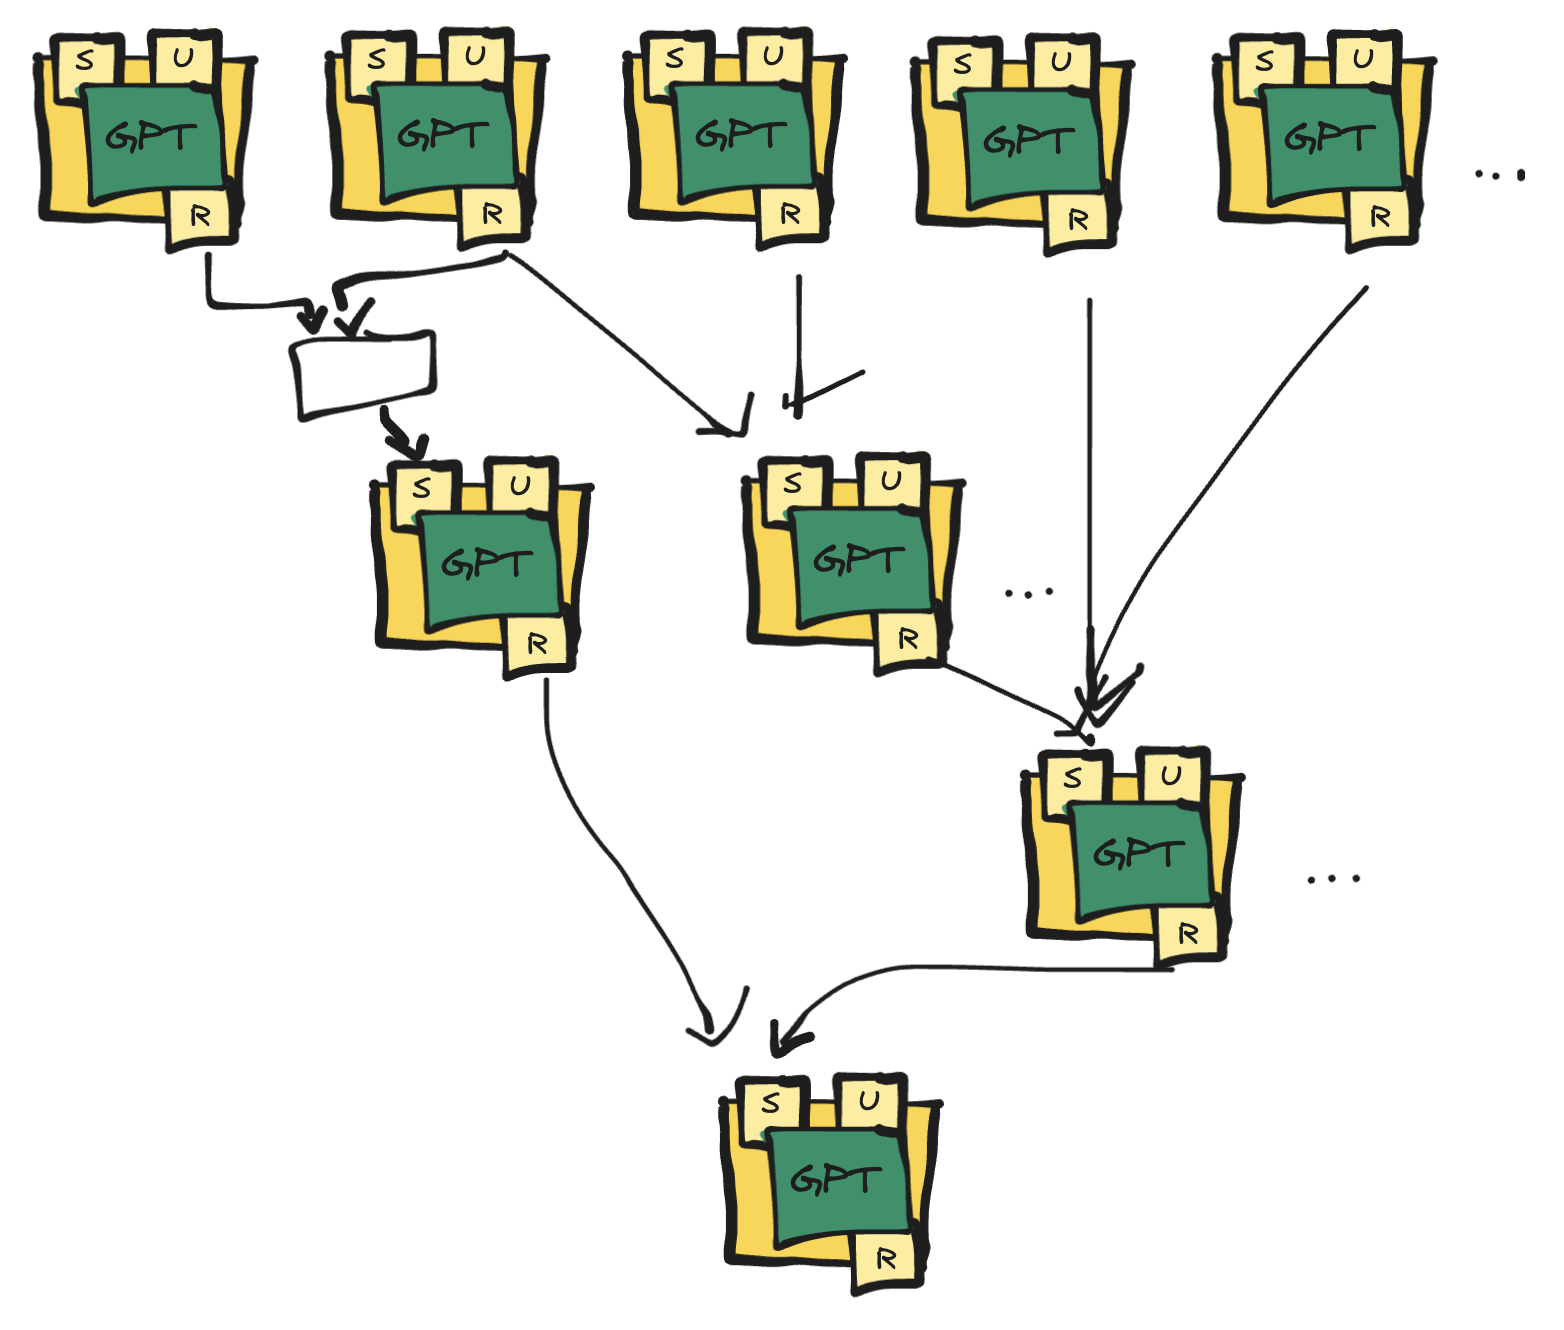 S U S U S U S U S U
GPT GPT GPT GPT GPT
...
R R R R R
S U S U
GPT GPT
...
R R
S U
GPT
...
R
S U
GPT
R